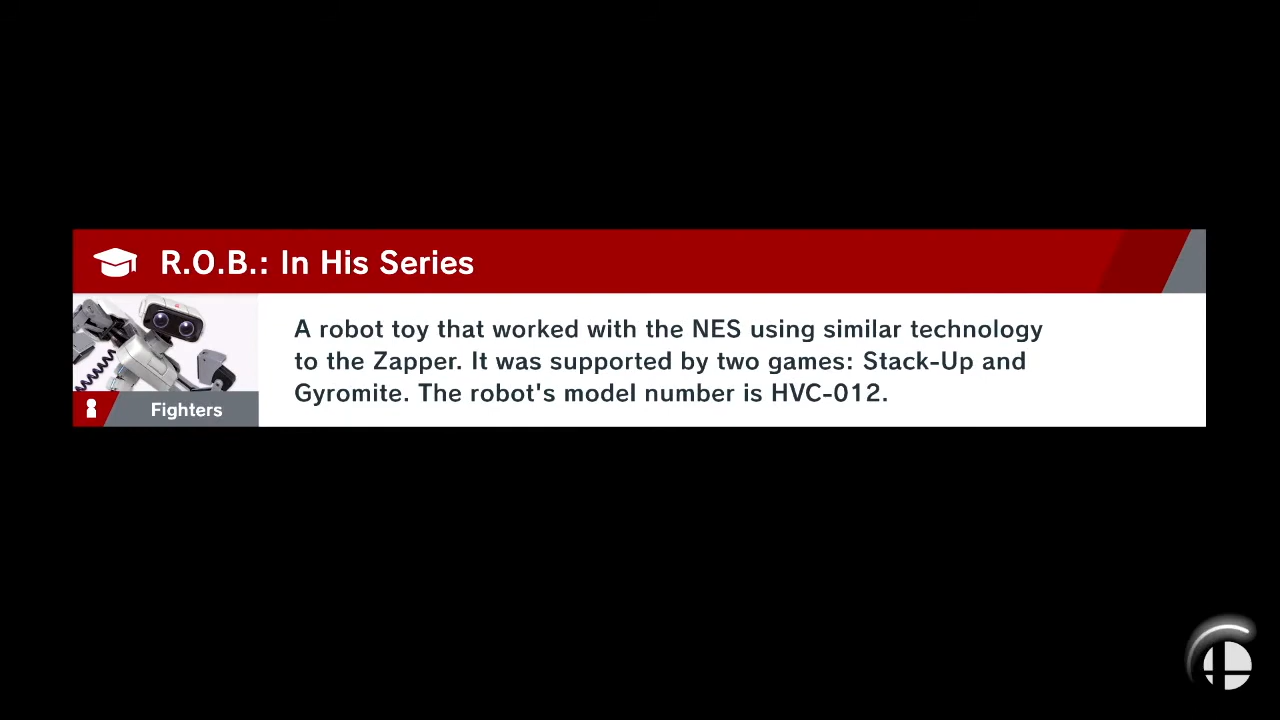 R.O.B.: In His Series
A robot toy that worked with the NES using similar technology
to the Zapper. It was supported by two games: Stack-Up and
Gyromite. The robot's model number is HVC-012.
Fighters